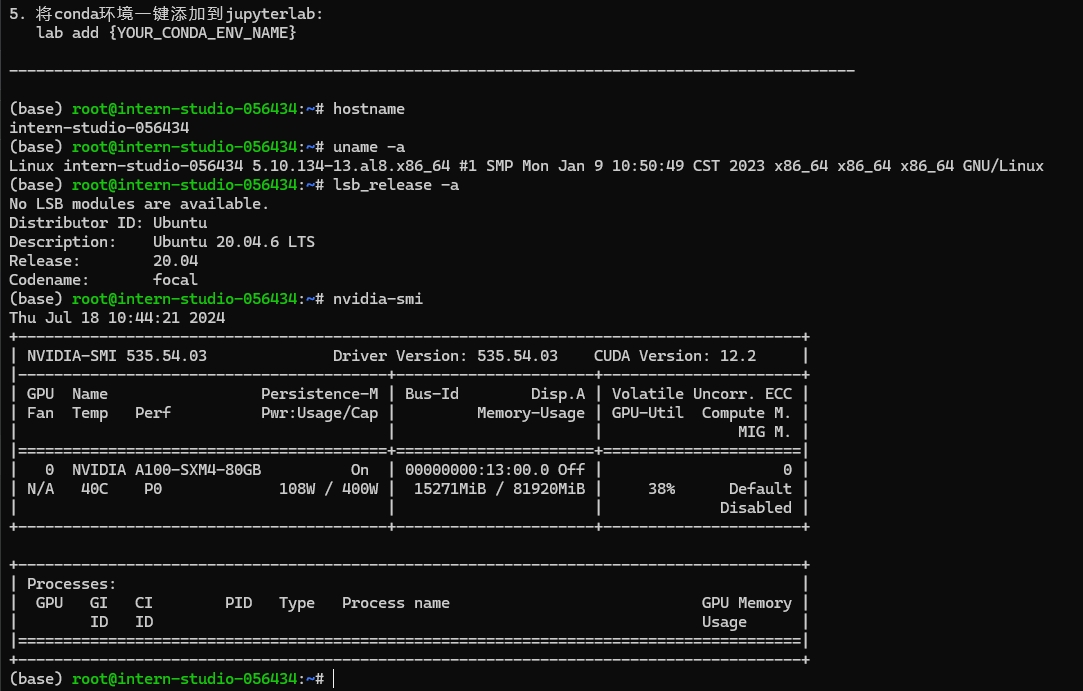 5. 将conda环境一键添加到jupyterlab:
   lab add {YOUR_CONDA_ENV_NAME}
----------------------------------------------------------------------------------------------
(base) root@intern-studio-056434:~# hostname
intern-studio-056434
(base) root@intern-studio-056434:~# uname -a
Linux intern-studio-056434 5.10.134-13.al8.x86_64 #1 SMP Mon Jan 9 10:50:49 CST 2023 x86_64 x86_64 x86_64 GNU/Linux
(base) root@intern-studio-056434:~# lsb_release -a
No LSB modules are available.
Distributor ID: Ubuntu
Description:    Ubuntu 20.04.6 LTS
Release:        20.04
Codename:       focal
(base) root@intern-studio-056434:~# nvidia-smi
Thu Jul 18 10:44:21 2024
+---------------------------------------------------------------------------------------+
| NVIDIA-SMI 535.54.03              Driver Version: 535.54.03    CUDA Version: 12.2     |
|-----------------------------------------+----------------------+----------------------+
| GPU  Name                 Persistence-M | Bus-Id        Disp.A | Volatile Uncorr. ECC |
| Fan  Temp   Perf          Pwr:Usage/Cap |         Memory-Usage | GPU-Util  Compute M. |
|                                         |                      |               MIG M. |
|=========================================+======================+======================|
|   0  NVIDIA A100-SXM4-80GB          On  | 00000000:13:00.0 Off |                    0 |
| N/A   40C    P0             108W / 400W |  15271MiB / 81920MiB |     38%      Default |
|                                         |                      |             Disabled |
+-----------------------------------------+----------------------+----------------------+
+---------------------------------------------------------------------------------------+
| Processes:                                                                            |
|  GPU   GI   CI        PID   Type   Process name                            GPU Memory |
|        ID   ID                                                             Usage      |
|=======================================================================================|
+---------------------------------------------------------------------------------------+
(base) root@intern-studio-056434:~#